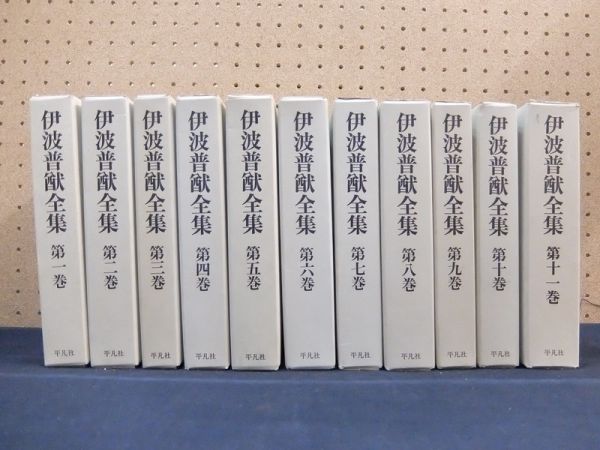 伊波普猷全集 第一巻 平凡社
伊波普猷全集 第二巻 平凡社
伊波普猷全集 第三巻 平凡社
伊波普猷全集 第四巻 平凡社
伊波普猷全集 第五巻 平凡社
伊波普猷全集 第六巻 平凡社
伊波普猷全集 第七巻 平凡社
伊波普猷全集 第八巻 平凡社
伊波普猷全集 第九巻 平凡社
伊波普猷全集 第十巻 平凡社
伊波普猷全集 第十一巻 平凡社